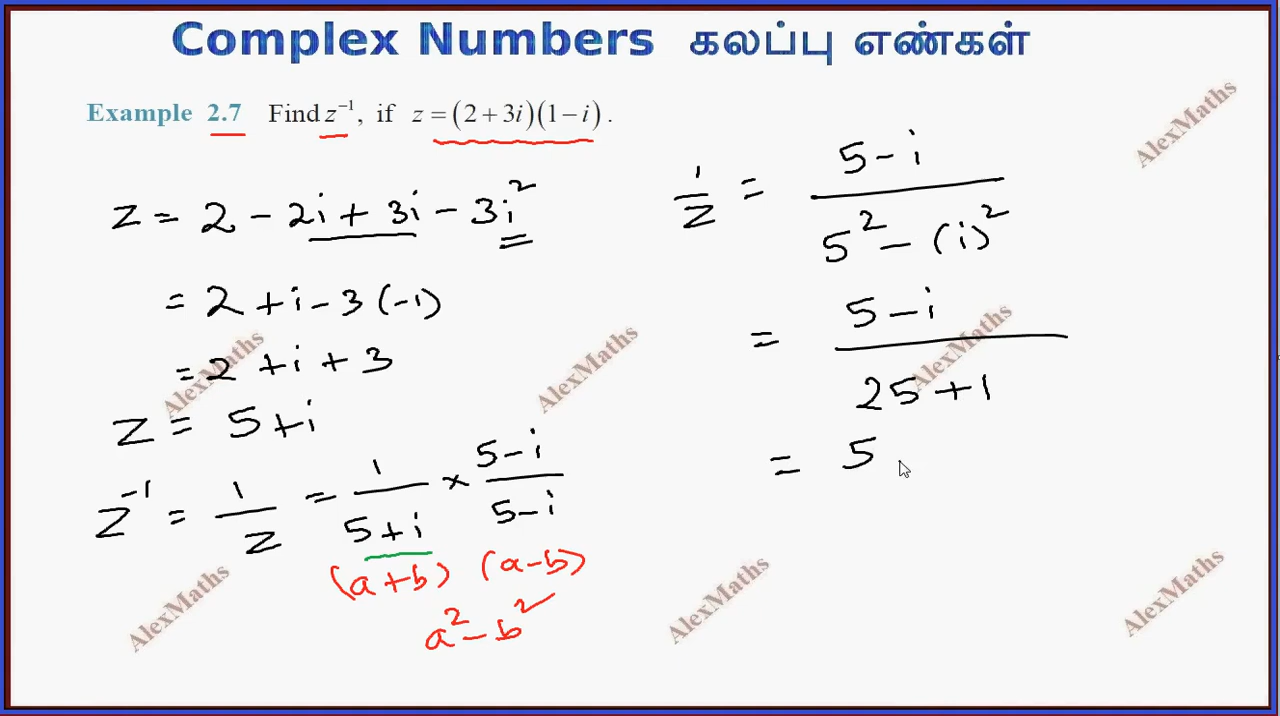 Complex Numbers கலப்பு எண்கள்
Example 2.7 Find z⁻¹, if z = (2+3i)(1−i).
z = 2 − 2i + 3i − 3i²
= 2 + i − 3(−1)
= 2 + i + 3
z = 5 + i
z⁻¹ = 1/z = 1/(5+i) × (5−i)/(5−i)
(a+b) (a−b)
a² − b²
1/z = (5−i)/(5² − (i)²)
= (5−i)/(25+1)
= 5
AlexMaths
AlexMaths
AlexMaths
AlexMaths
AlexMaths
AlexMaths
AlexMaths